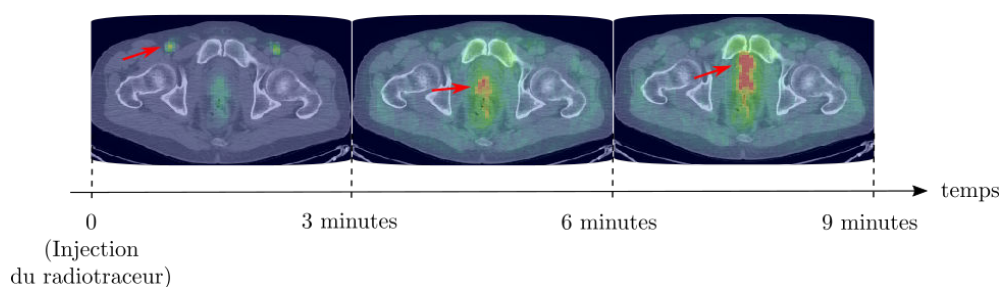 temps
0
3 minutes
6 minutes
9 minutes
(Injection
du radiotraceur)